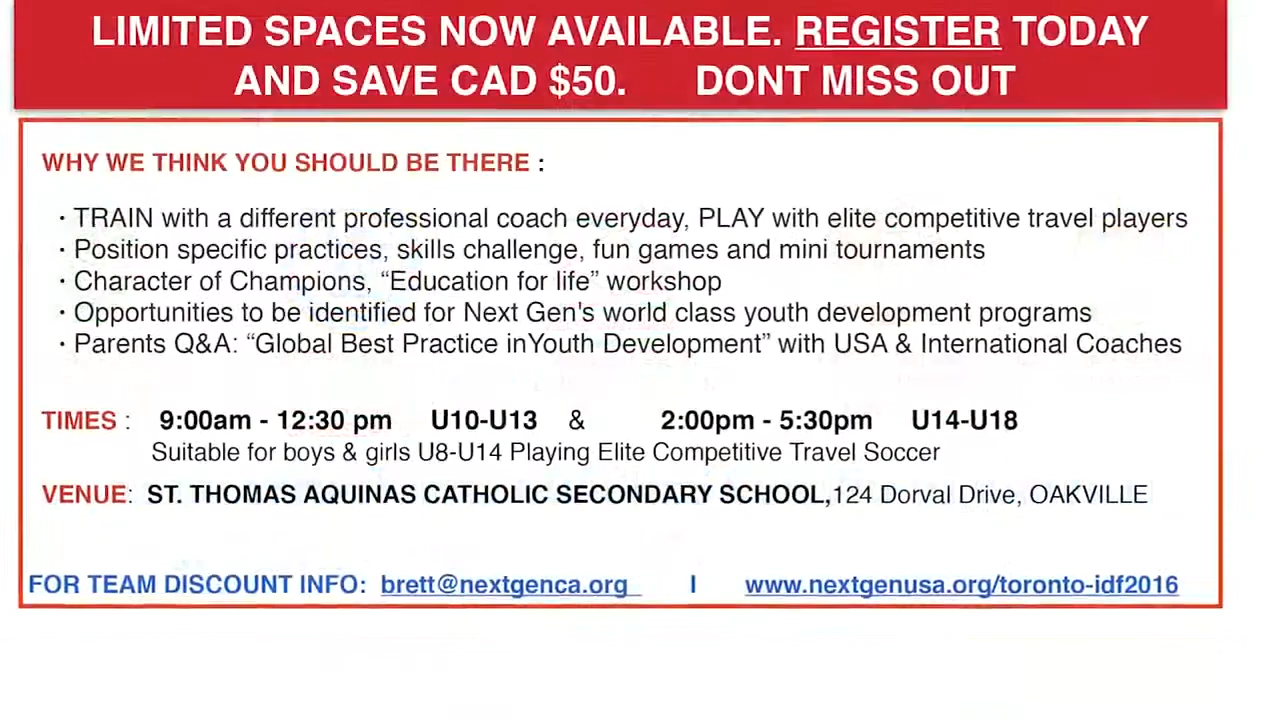 LIMITED SPACES NOW AVAILABLE. REGISTER TODAY
AND SAVE CAD $50. DONT MISS OUT
WHY WE THINK YOU SHOULD BE THERE :
· TRAIN with a different professional coach everyday, PLAY with elite competitive travel players
· Position specific practices, skills challenge, fun games and mini tournaments
· Character of Champions, “Education for life” workshop
· Opportunities to be identified for Next Gen's world class youth development programs
· Parents Q&A: “Global Best Practice inYouth Development” with USA & International Coaches
TIMES : 9:00am - 12:30 pm U10-U13 & 2:00pm - 5:30pm U14-U18
Suitable for boys & girls U8-U14 Playing Elite Competitive Travel Soccer
VENUE: ST. THOMAS AQUINAS CATHOLIC SECONDARY SCHOOL,124 Dorval Drive, OAKVILLE
FOR TEAM DISCOUNT INFO: brett@nextgenca.org I www.nextgenusa.org/toronto-idf2016